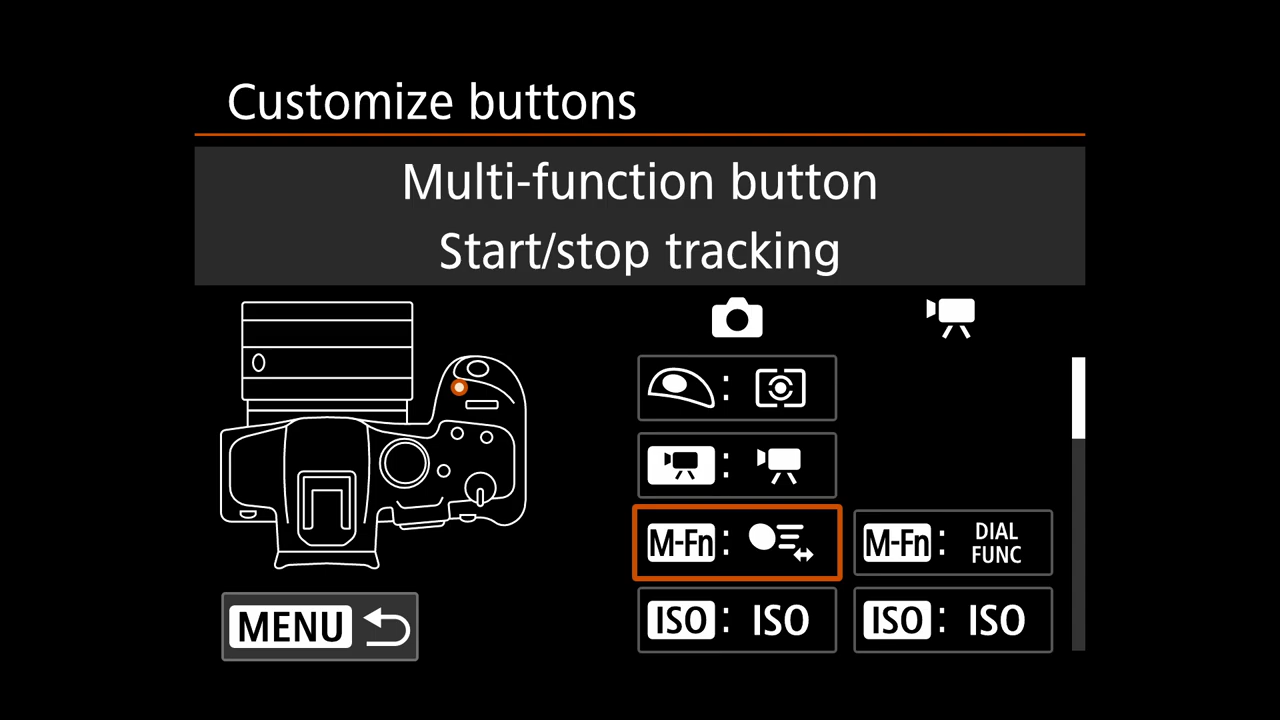 Customize buttons
Multi-function button
Start/stop tracking
:
:
M-Fn :
M-Fn : DIAL FUNC
ISO : ISO
ISO : ISO
MENU